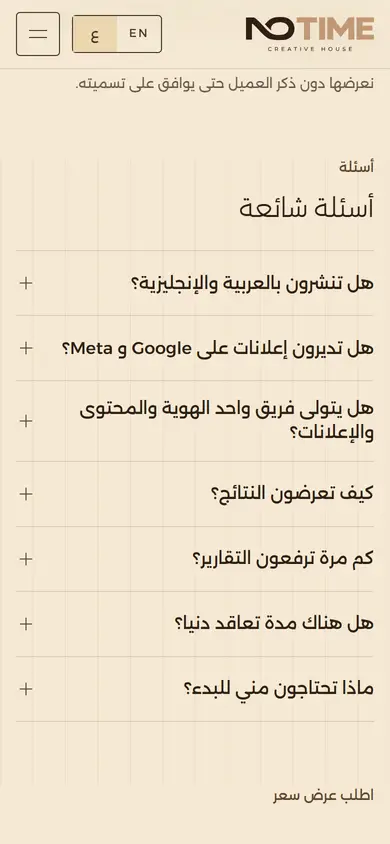 NOTIME
CREATIVE HOUSE
EN
ع
نعرضها دون ذكر العميل حتى يوافق على تسميته.
أسئلة
أسئلة شائعة
هل تنشرون بالعربية والإنجليزية؟
هل تديرون إعلانات على Google و Meta؟
هل يتولى فريق واحد الهوية والمحتوى
والإعلانات؟
كيف تعرضون النتائج؟
كم مرة ترفعون التقارير؟
هل هناك مدة تعاقد دنيا؟
ماذا تحتاجون مني للبدء؟
اطلب عرض سعر